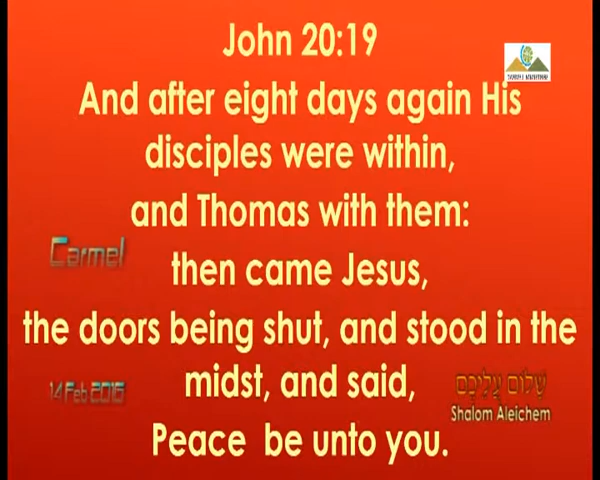 John 20:19
And after eight days again His
disciples were within,
and Thomas with them:
Carmel
then came Jesus,
the doors being shut, and stood in the
14 Feb 2016
midst, and said,
שָׁלוֹם עֲלֵיכֶם
Shalom Aleichem
Peace be unto you.